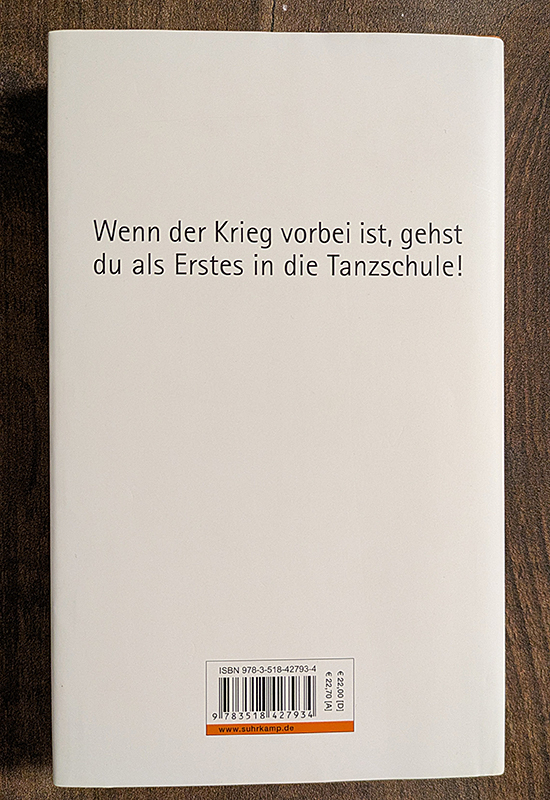 Wenn der Krieg vorbei ist, gehst
du als Erstes in die Tanzschule!
ISBN 978-3-518-42793-4
€ 22,00 [D]
€ 22,70 [A]
9 783518 427934
www.suhrkamp.de